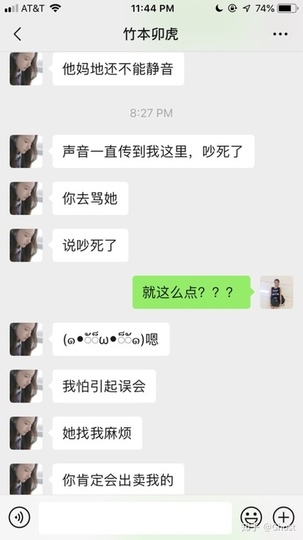 AT&T 11:44 PM 74%
竹本卯虎
他妈地还不能静音
8:27 PM
声音一直传到我这里，吵死了
你去骂她
说吵死了
就这么点？？？
嗯
我怕引起误会
她找我麻烦
你肯定会出卖我的
知乎 @Ghost